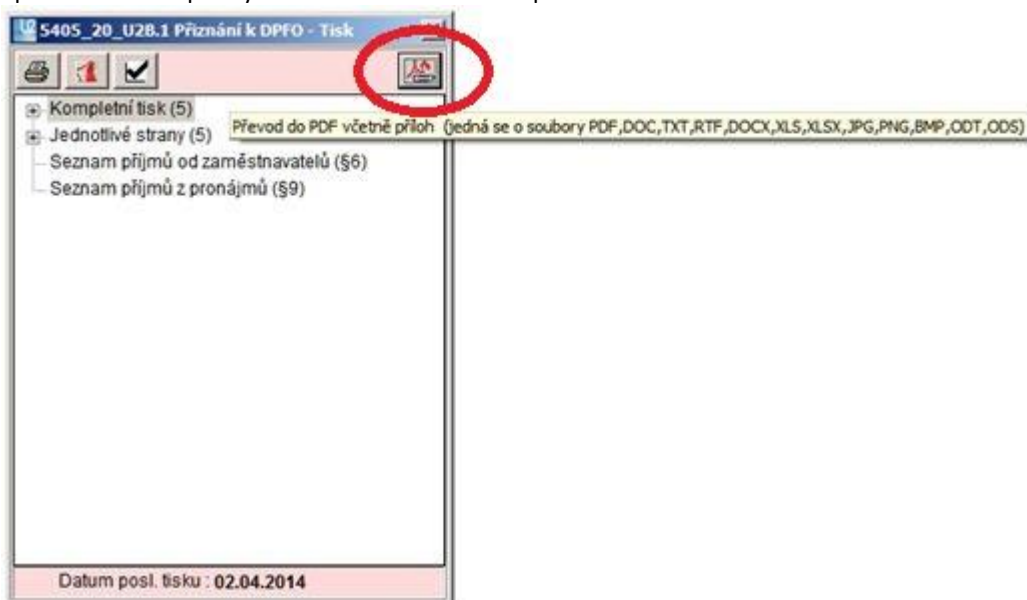 5405_20_U28.1 Přiznání k DPFO - Tisk
Kompletní tisk (5)
Jednotlivé strany (5)
Převod do PDF včetně příloh (jedná se o soubory PDF,DOC,TXT,RTF,DOCX,XLS,XLSX,JPG,PNG,BMP,ODT,ODS)
Seznam příjmů od zaměstnavatelů (§6)
Seznam příjmů z pronájmů (§9)
Datum posl. tisku : 02.04.2014